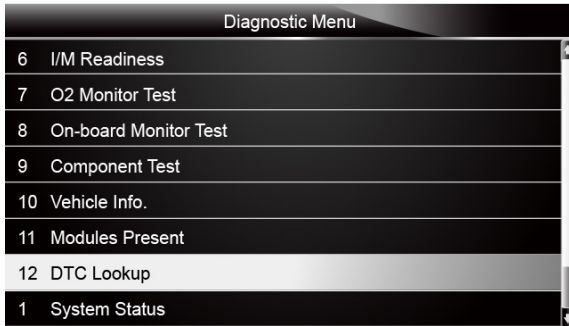 Diagnostic Menu
6 I/M Readiness
7 O2 Monitor Test
8 On-board Monitor Test
9 Component Test
10 Vehicle Info.
11 Modules Present
12 DTC Lookup
1 System Status